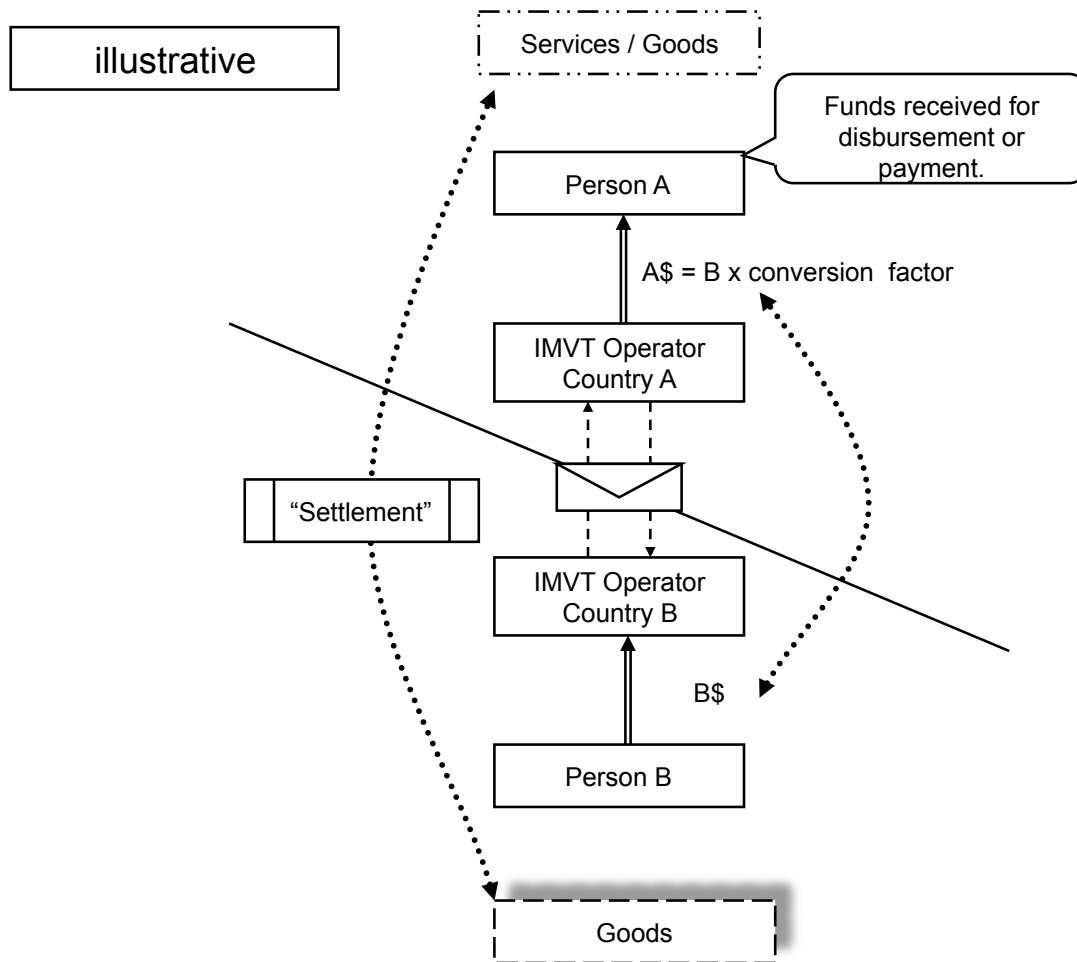 illustrative
Services / Goods
Funds received for
disbursement or
payment.
Person A
A$ = B x conversion factor
IMVT Operator
Country A
“Settlement”
IMVT Operator
Country B
B$
Person B
Goods